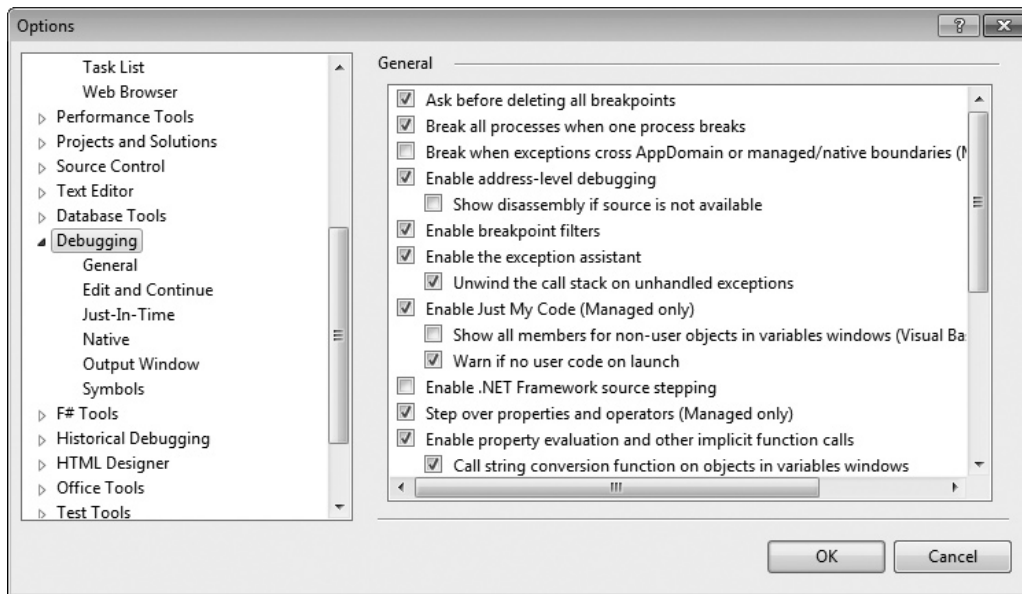 Options
Task List
Web Browser
Performance Tools
Projects and Solutions
Source Control
Text Editor
Database Tools
Debugging
General
Edit and Continue
Just-In-Time
Native
Output Window
Symbols
F# Tools
Historical Debugging
HTML Designer
Office Tools
Test Tools
General
Ask before deleting all breakpoints
Break all processes when one process breaks
Break when exceptions cross AppDomain or managed/native boundaries (M
Enable address-level debugging
Show disassembly if source is not available
Enable breakpoint filters
Enable the exception assistant
Unwind the call stack on unhandled exceptions
Enable Just My Code (Managed only)
Show all members for non-user objects in variables windows (Visual Ba
Warn if no user code on launch
Enable .NET Framework source stepping
Step over properties and operators (Managed only)
Enable property evaluation and other implicit function calls
Call string conversion function on objects in variables windows
OK
Cancel